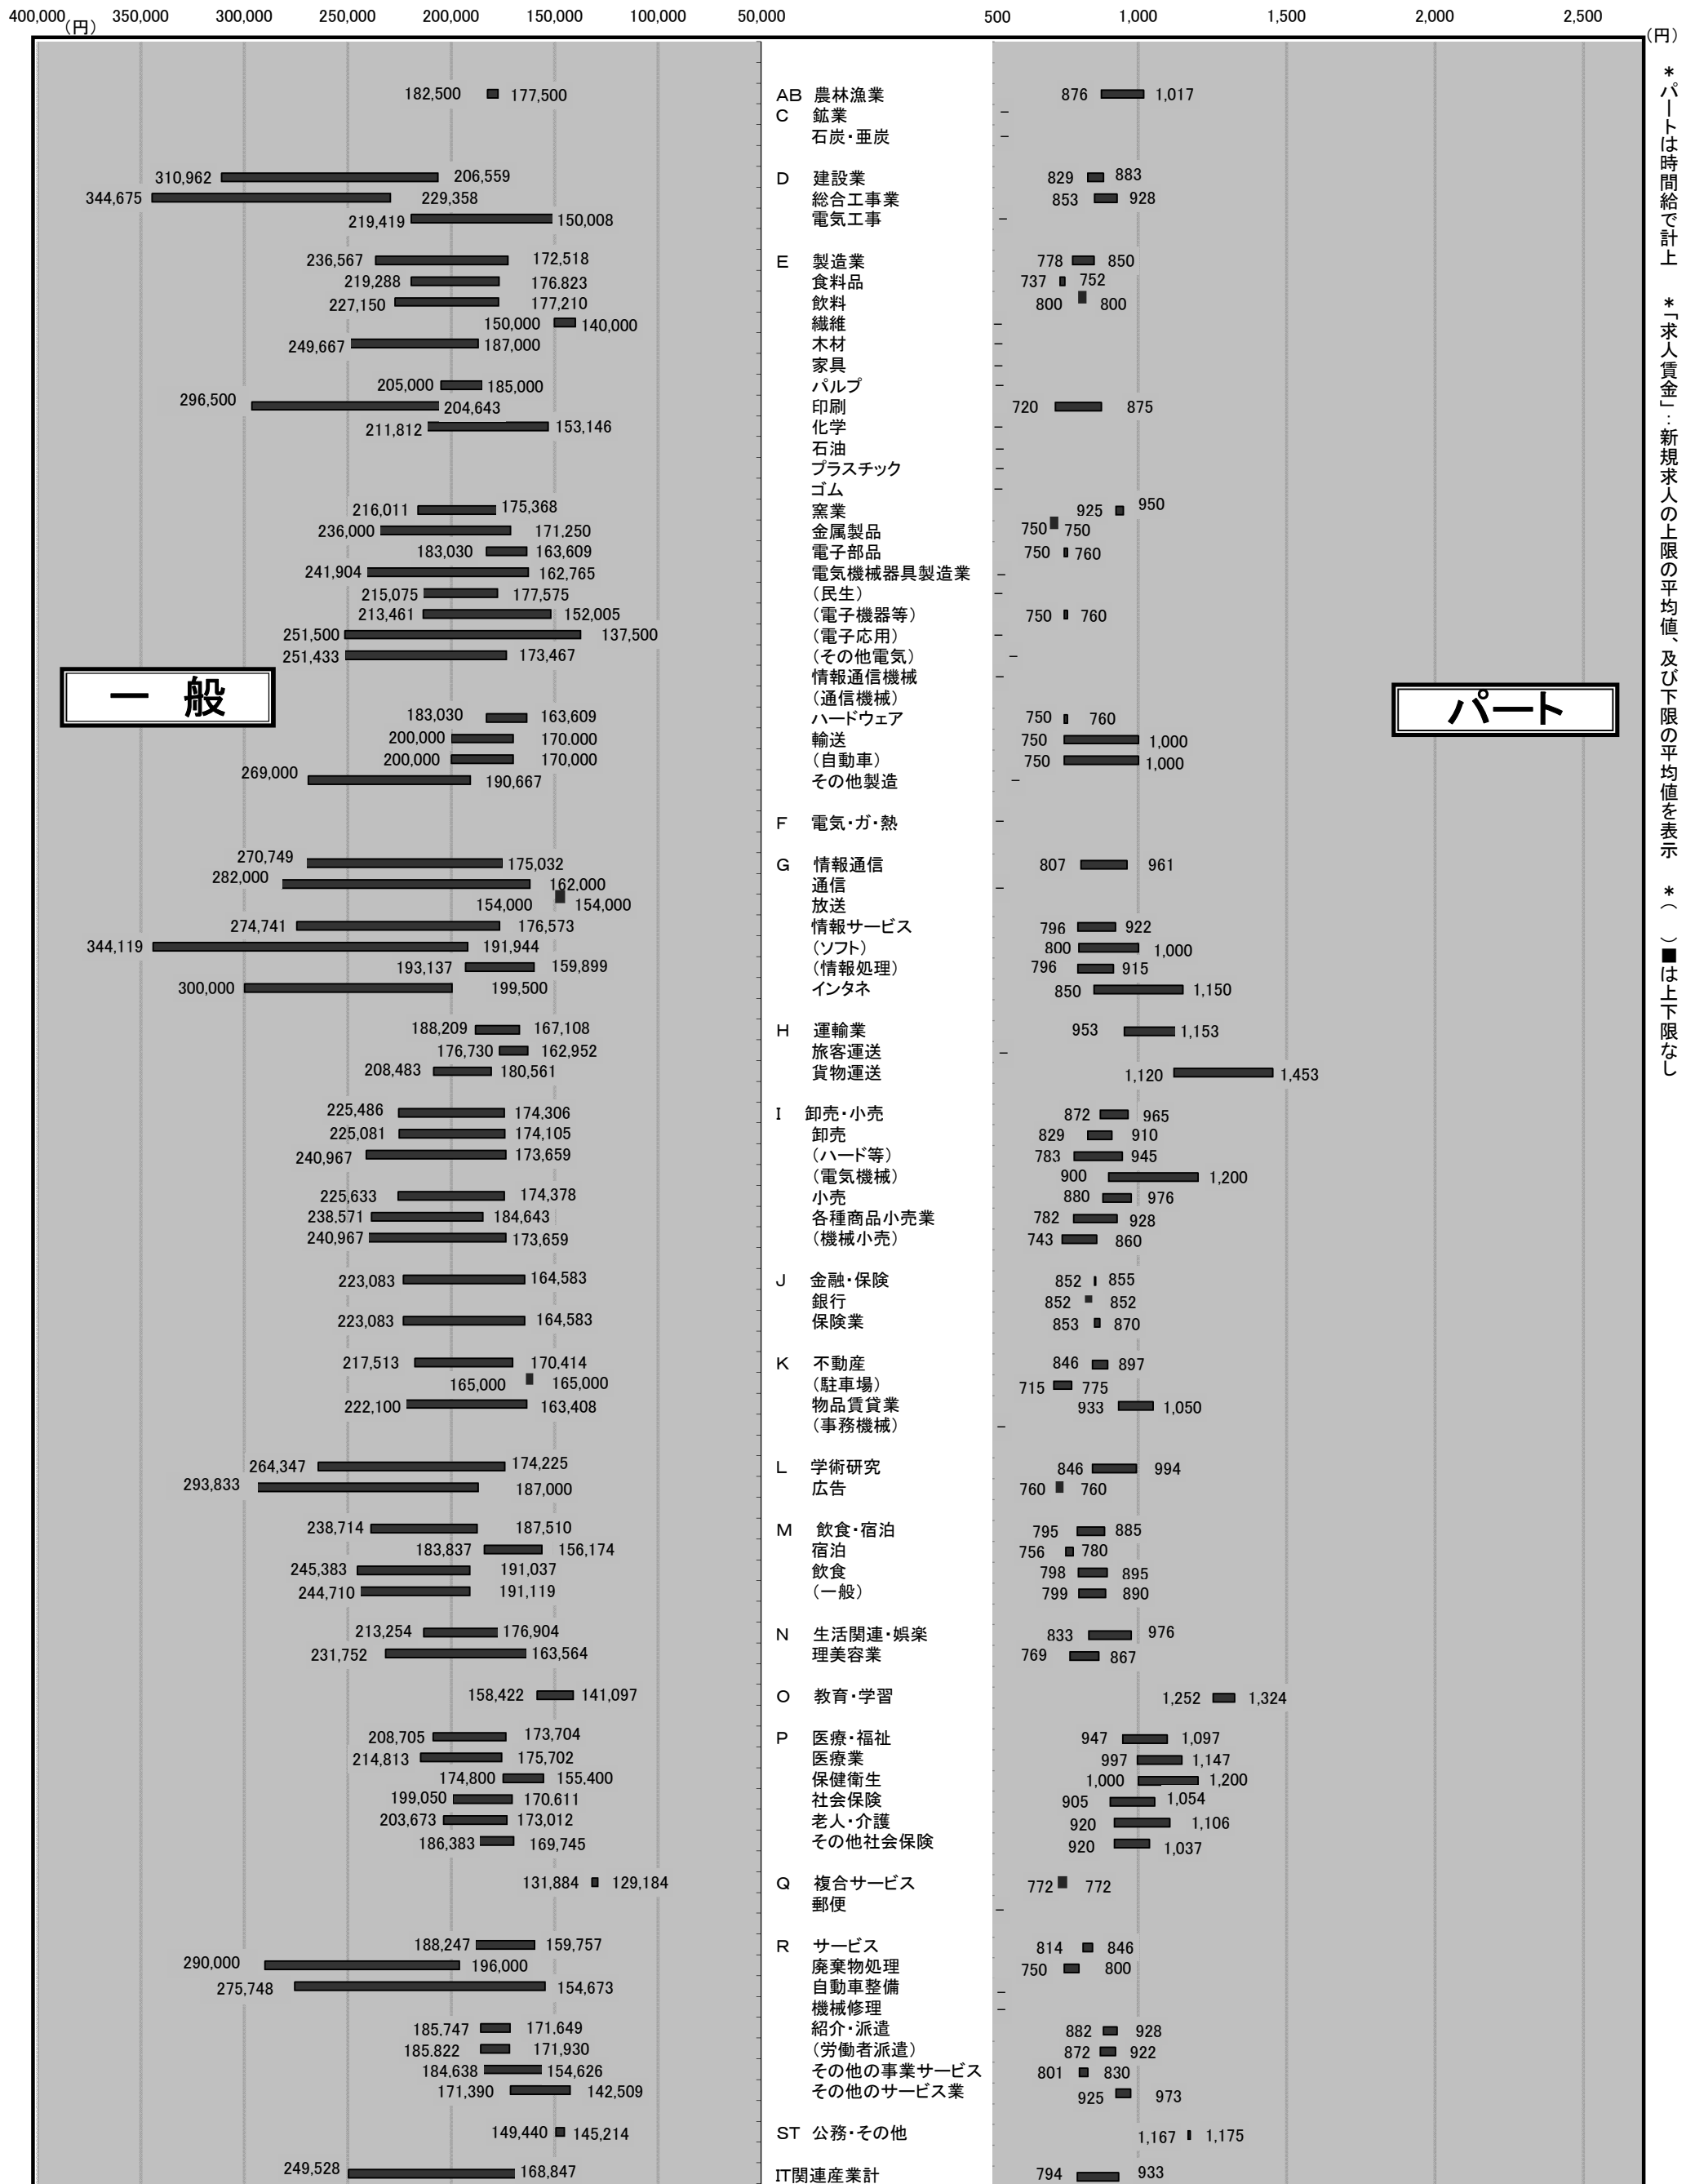 400,000 350,000 300,000 250,000 200,000 150,000 100,000 50,000 500 1,000 1,500 2,000 2,500
(円) (円)
182,500 177,500 AB 農林漁業 876 1,017
C 鉱業 –
石炭・亜炭 –
310,962 206,559 D 建設業 829 883
344,675 229,358 総合工事業 853 928
219,419 150,008 電気工事 –
236,567 172,518 E 製造業 778 850
219,288 176,823 食料品 737 752
227,150 177,210 飲料 800 800
150,000 140,000 繊維 –
249,667 187,000 木材 –
家具 –
205,000 185,000 パルプ –
296,500 204,643 印刷 720 875
211,812 153,146 化学 –
石油 –
プラスチック –
ゴム –
216,011 175,368 窯業 925 950
236,000 171,250 金属製品 750 750
183,030 163,609 電子部品 750 760
241,904 162,765 電気機械器具製造業 –
215,075 177,575 (民生) –
213,461 152,005 (電子機器等) 750 760
251,500 137,500 (電子応用) –
251,433 173,467 (その他電気) –
情報通信機械 –
一 般
(通信機械)
パート
183,030 163,609 ハードウェア 750 760
200,000 170,000 輸送 750 1,000
200,000 170,000 (自動車) 750 1,000
269,000 190,667 その他製造 –
F 電気・ガ・熱 –
270,749 175,032 G 情報通信 807 961
282,000 162,000 通信 –
154,000 154,000 放送
274,741 176,573 情報サービス 796 922
344,119 191,944 (ソフト) 800 1,000
193,137 159,899 (情報処理) 796 915
300,000 199,500 インタネ 850 1,150
188,209 167,108 H 運輸業 953 1,153
176,730 162,952 旅客運送 –
208,483 180,561 貨物運送 1,120 1,453
225,486 174,306 I 卸売・小売 872 965
225,081 174,105 卸売 829 910
240,967 173,659 (ハード等) 783 945
(電気機械) 900 1,200
225,633 174,378 小売 880 976
238,571 184,643 各種商品小売業 782 928
240,967 173,659 (機械小売) 743 860
223,083 164,583 J 金融・保険 852 855
銀行 852 852
223,083 164,583 保険業 853 870
217,513 170,414 K 不動産 846 897
165,000 165,000 (駐車場) 715 775
222,100 163,408 物品賃貸業 933 1,050
(事務機械) –
264,347 174,225 L 学術研究 846 994
293,833 187,000 広告 760 760
238,714 187,510 M 飲食・宿泊 795 885
183,837 156,174 宿泊 756 780
245,383 191,037 飲食 798 895
244,710 191,119 (一般) 799 890
213,254 176,904 N 生活関連・娯楽 833 976
231,752 163,564 理美容業 769 867
158,422 141,097 O 教育・学習 1,252 1,324
208,705 173,704 P 医療・福祉 947 1,097
214,813 175,702 医療業 997 1,147
174,800 155,400 保健衛生 1,000 1,200
199,050 170,611 社会保険 905 1,054
203,673 173,012 老人・介護 920 1,106
186,383 169,745 その他社会保険 920 1,037
131,884 129,184 Q 複合サービス 772 772
郵便 –
188,247 159,757 R サービス 814 846
290,000 196,000 廃棄物処理 750 800
275,748 154,673 自動車整備 –
機械修理 –
185,747 171,649 紹介・派遣 882 928
185,822 171,930 (労働者派遣) 872 922
184,638 154,626 その他の事業サービス 801 830
171,390 142,509 その他のサービス業 925 973
149,440 145,214 ST 公務・その他 1,167 1,175
249,528 168,847 IT関連産業計 794 933
*パートは時間給で計上 *「求人賃金」:新規求人の上限の平均値、及び下限の平均値を表示 *( )■は上下限なし